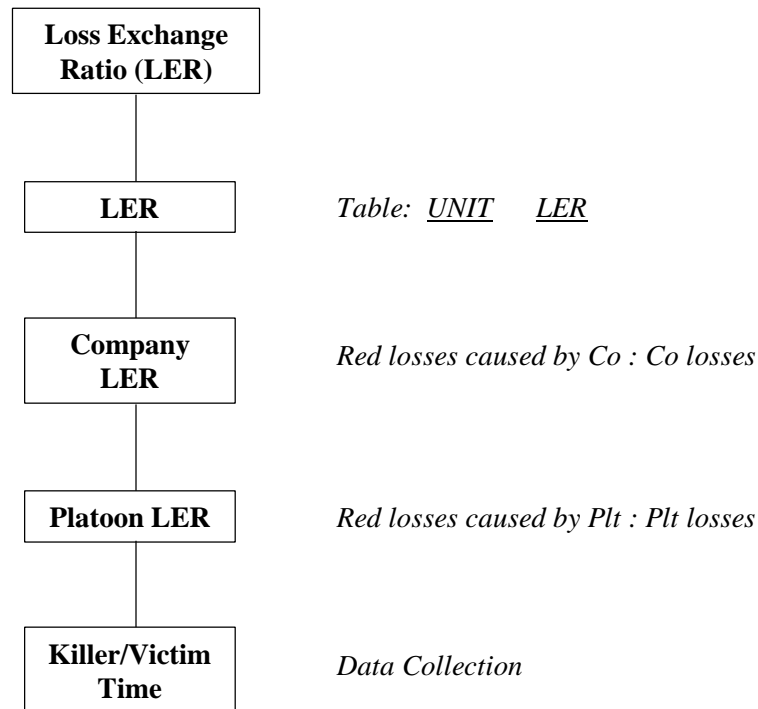 Loss Exchange
Ratio (LER)
LER
Table: UNIT LER
Company
LER
Red losses caused by Co : Co losses
Platoon LER
Red losses caused by Plt : Plt losses
Killer/Victim
Time
Data Collection